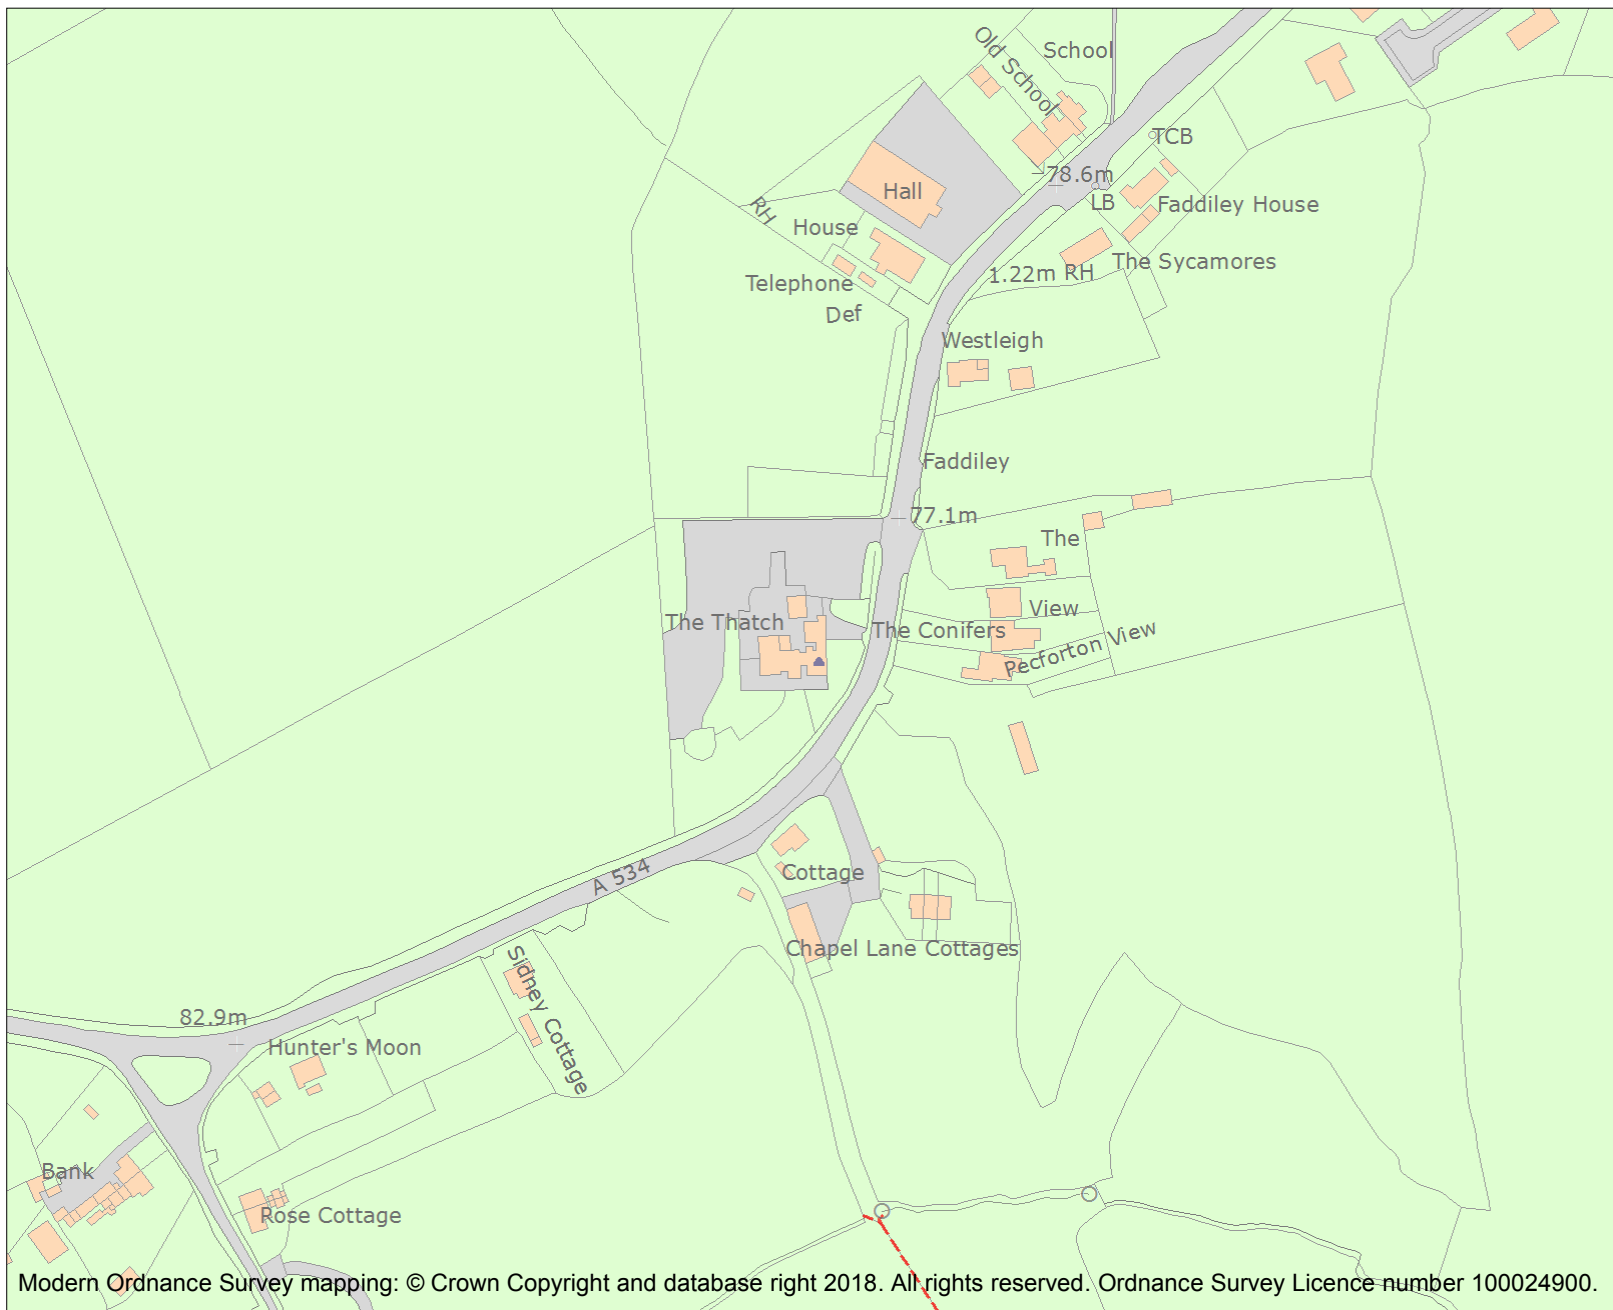 School
Old School
TCB
78.6m
Hall
RH
LB
Faddiley House
House
The Sycamores
1.22m RH
Telephone
Def
Westleigh
Faddiley
77.1m
The
View
The Thatch
The Conifers
Pecforton View
A 534
Cottage
Chapel Lane Cottages
Sidney Cottage
82.9m
Hunter's Moon
Bank
Rose Cottage
Modern Ordnance Survey mapping: © Crown Copyright and database right 2018. All rights reserved. Ordnance Survey Licence number 100024900.